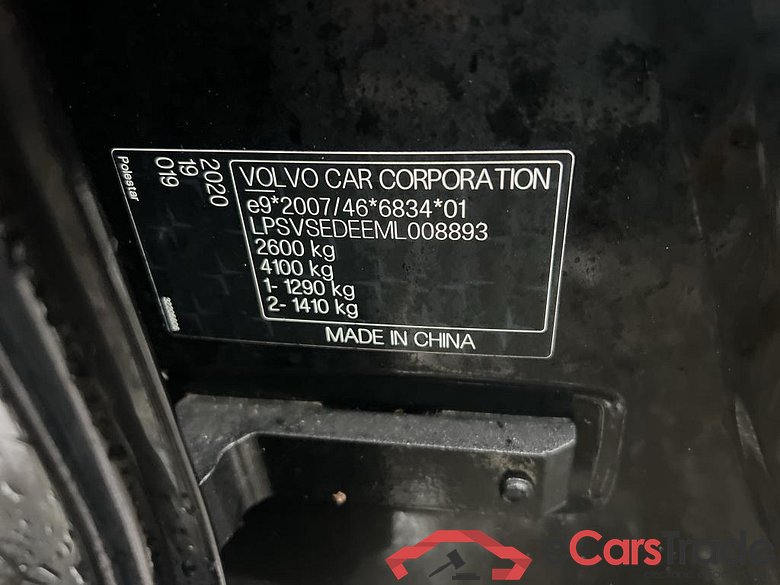 VOLVO CAR CORPORATION
e9*2007/46*6834*01
LPSVSEDEEML008893
2600 kg
4100 kg
1- 1290 kg
2- 1410 kg
MADE IN CHINA
2020
19
019
Polestar
eCarsTrade